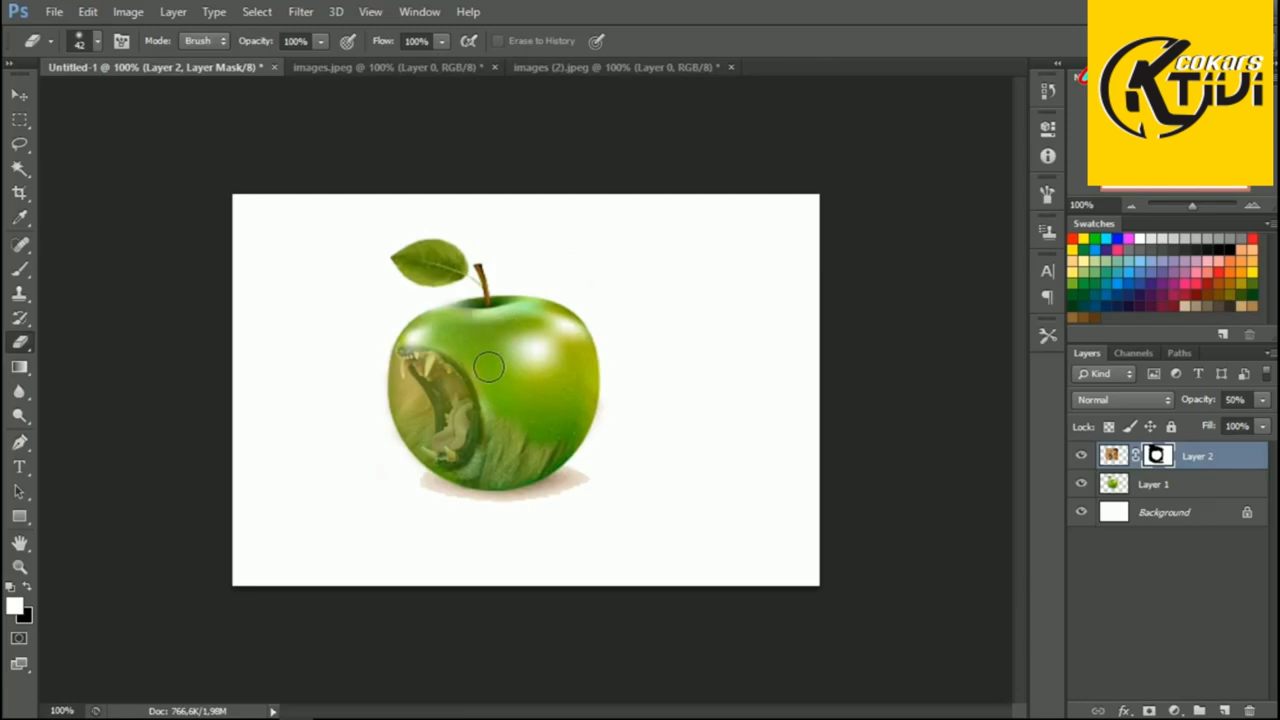 Ps File Edit Image Layer Type Select Filter 3D View Window Help
42 Mode: Brush Opacity: 100% Flow: 100% Erase to History
Untitled-1 @ 100% (Layer 2, Layer Mask/8) * × images.jpeg @ 100% (Layer 0, RGB/8) * × images (2).jpeg @ 100% (Layer 0, RGB/8) * ×
COKARS
KTIVI
100%
Swatches
Layers Channels Paths
Kind
Normal Opacity: 50%
Lock: Fill: 100%
Layer 2
Layer 1
Background
100% Doc: 766,6K/1,98M